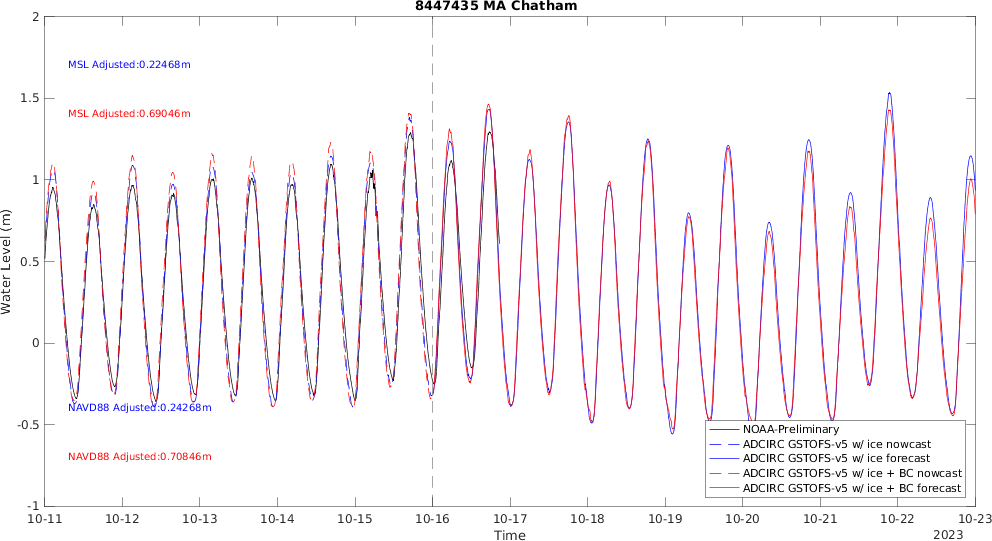 8447435 MA Chatham
2
1.5
1
0.5
0
-0.5
-1
Water Level (m)
MSL Adjusted:0.22468m
MSL Adjusted:0.69046m
NAVD88 Adjusted:0.24268m
NAVD88 Adjusted:0.70846m
NOAA-Preliminary
ADCIRC GSTOFS-v5 w/ ice nowcast
ADCIRC GSTOFS-v5 w/ ice forecast
ADCIRC GSTOFS-v5 w/ ice + BC nowcast
ADCIRC GSTOFS-v5 w/ ice + BC forecast
10-11 10-12 10-13 10-14 10-15 10-16 10-17 10-18 10-19 10-20 10-21 10-22 10-23
Time
2023